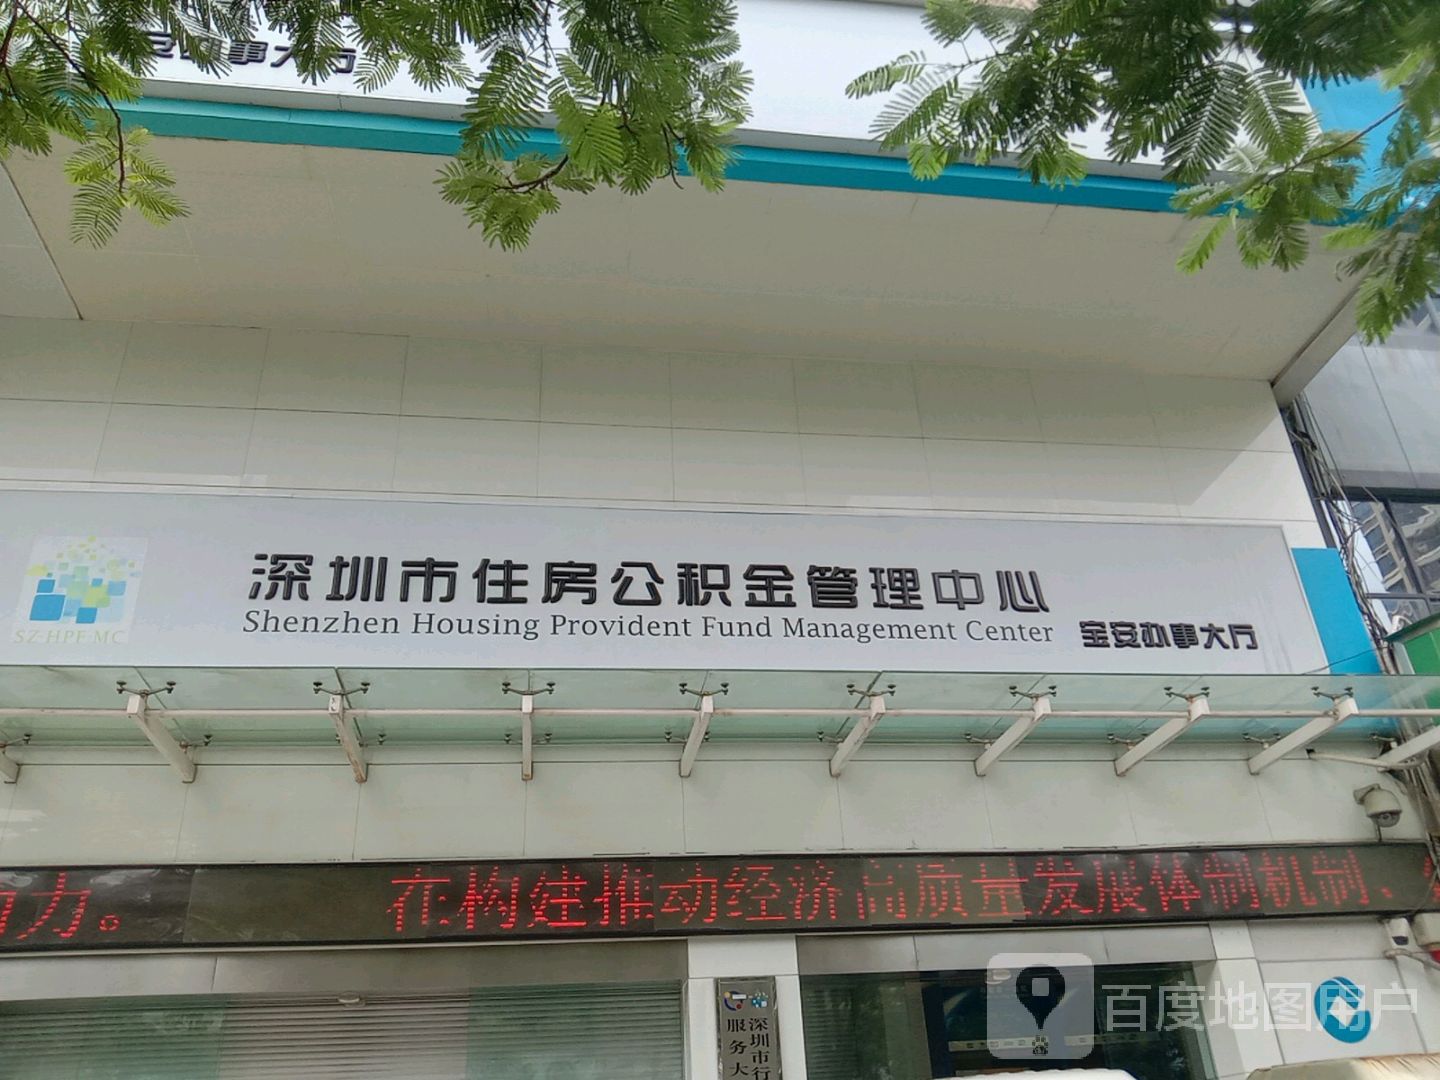 事大厅
深圳市住房公积金管理中心
Shenzhen Housing Provident Fund Management Center
宝安办事大厅
SZ-HPF MC
力。 在构建推动经济高质量发展体制机制、
深圳市行
服务大
百度地图用户